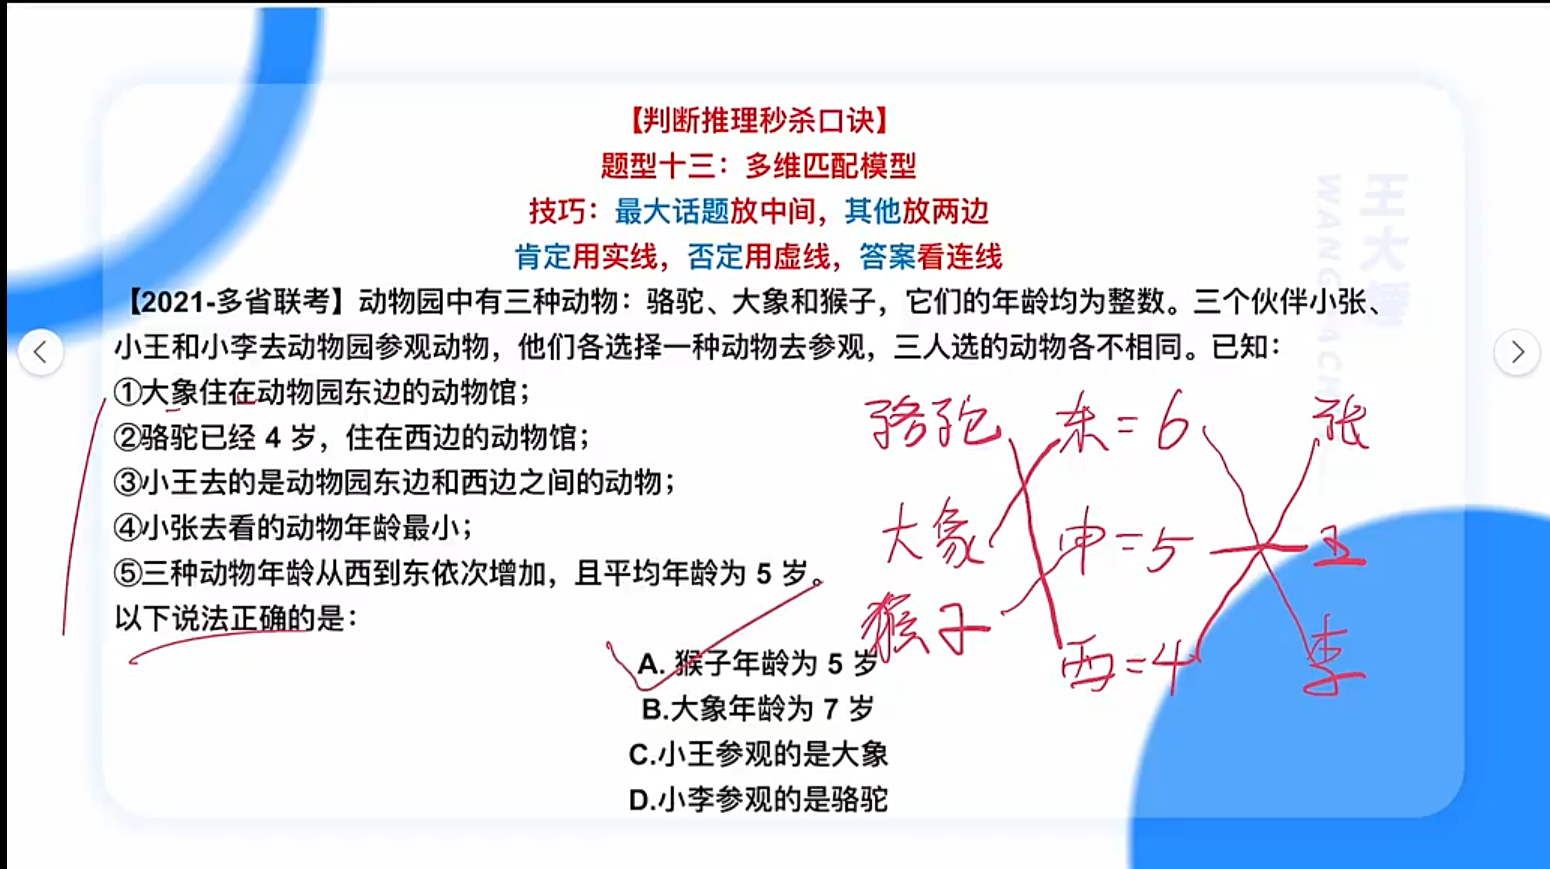 【判断推理秒杀口诀】
题型十三：多维匹配模型
技巧：最大话题放中间，其他放两边
肯定用实线，否定用虚线，答案看连线
【2021-多省联考】动物园中有三种动物：骆驼、大象和猴子，它们的年龄均为整数。三个伙伴小张、
小王和小李去动物园参观动物，他们各选择一种动物去参观，三人选的动物各不相同。已知：
①大象住在动物园东边的动物馆；
②骆驼已经 4 岁，住在西边的动物馆；
③小王去的是动物园东边和西边之间的动物；
④小张去看的动物年龄最小；
⑤三种动物年龄从西到东依次增加，且平均年龄为 5 岁。
以下说法正确的是：
A. 猴子年龄为 5 岁
B.大象年龄为 7 岁
C.小王参观的是大象
D.小李参观的是骆驼
骆驼 东=6 张
大象 中=5 王
猴子 西=4 李
王大
WANG
ACH